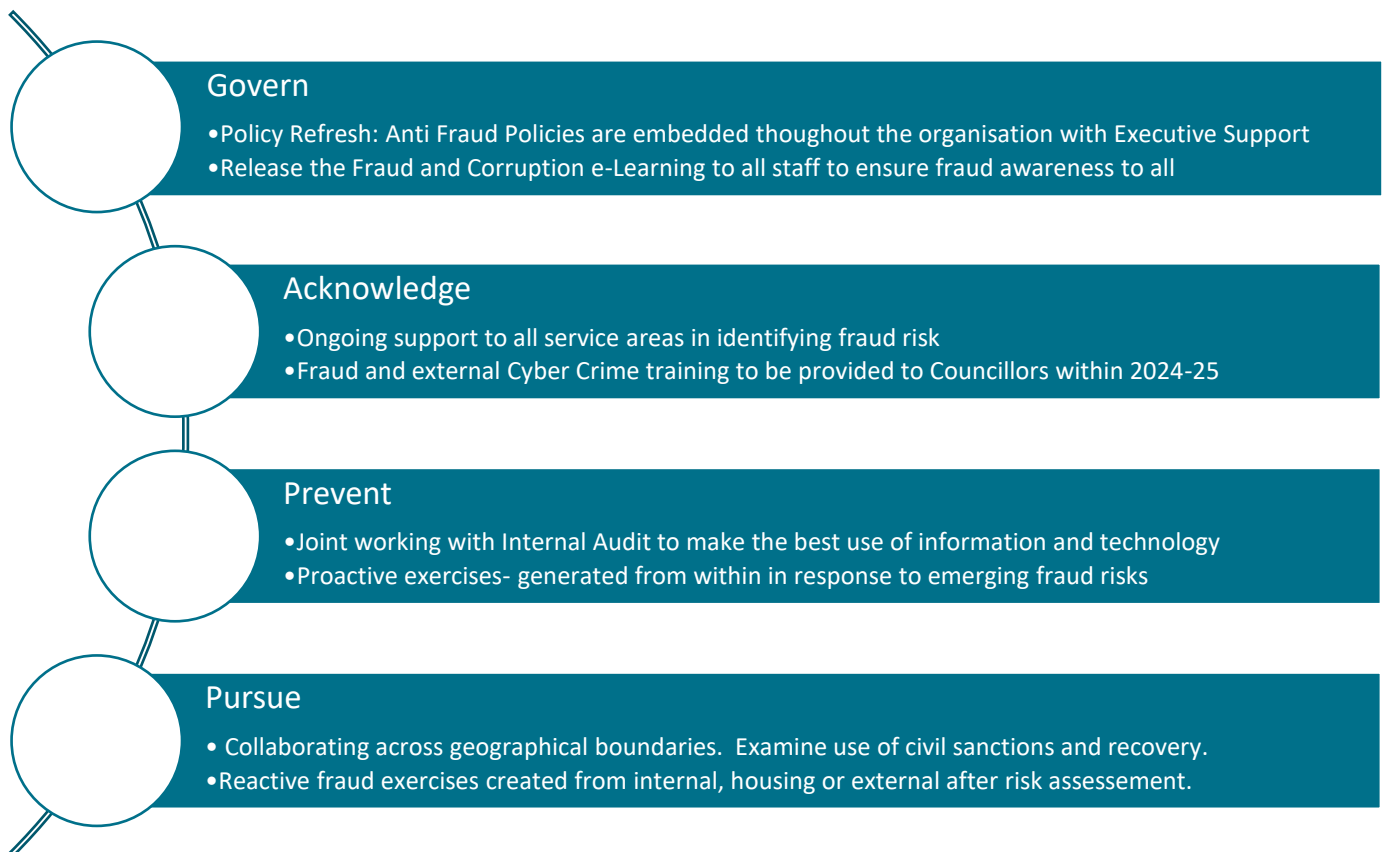 Govern
•Policy Refresh: Anti Fraud Policies are embedded thoughout the organisation with Executive Support
•Release the Fraud and Corruption e-Learning to all staff to ensure fraud awareness to all
Acknowledge
•Ongoing support to all service areas in identifying fraud risk
•Fraud and external Cyber Crime training to be provided to Councillors within 2024-25
Prevent
•Joint working with Internal Audit to make the best use of information and technology
•Proactive exercises- generated from within in response to emerging fraud risks
Pursue
• Collaborating across geographical boundaries.  Examine use of civil sanctions and recovery.
•Reactive fraud exercises created from internal, housing or external after risk assessement.